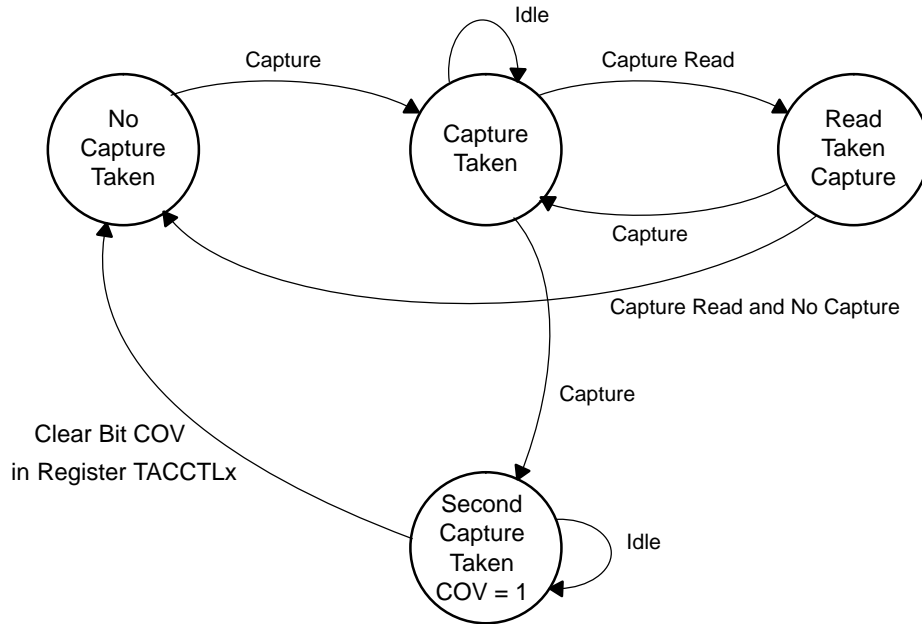 Idle
Capture
Capture Read
No
Capture
Taken
Capture
Taken
Read
Taken
Capture
Capture
Capture Read and No Capture
Capture
Clear Bit COV
in Register TACCTLx
Second
Capture
Taken
COV = 1
Idle